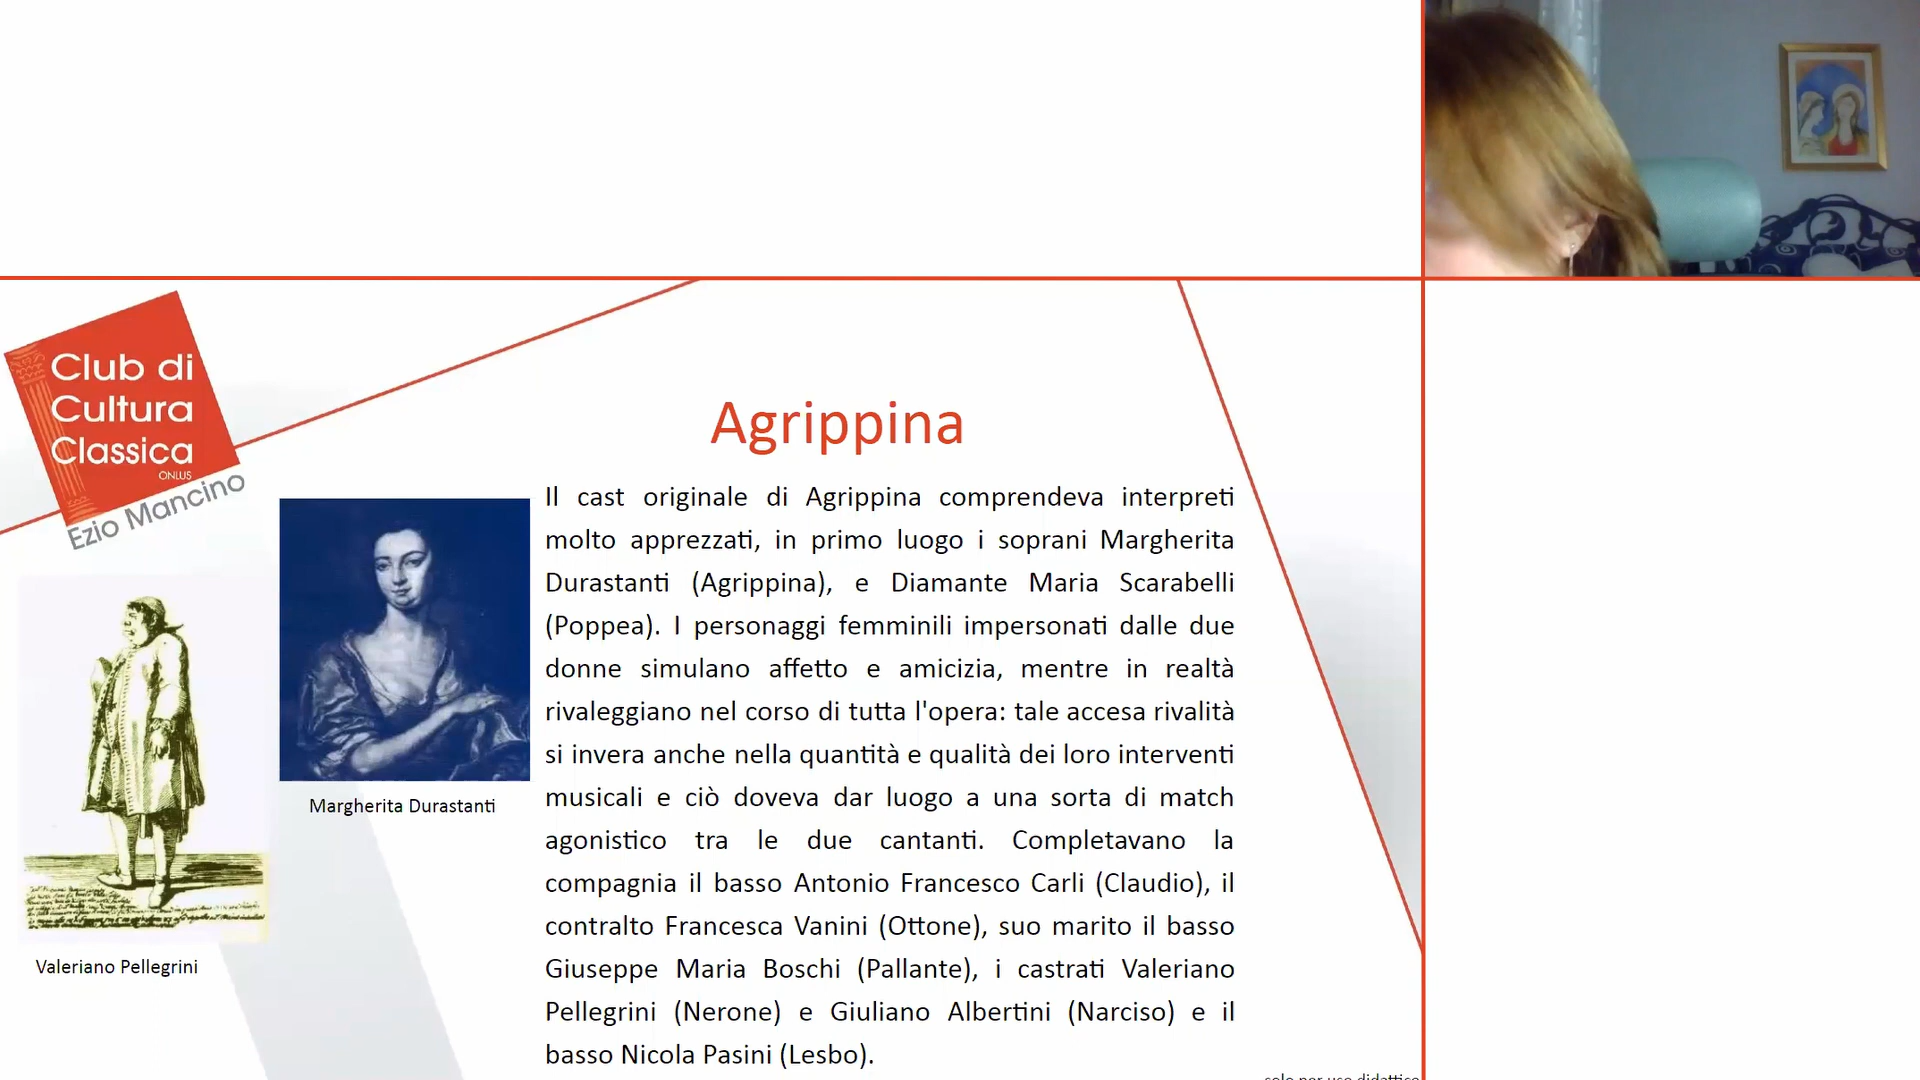 Club di
Cultura
Classica
ONLUS
Ezio Mancino
Agrippina
Il cast originale di Agrippina comprendeva interpreti
molto apprezzati, in primo luogo i soprani Margherita
Durastanti (Agrippina), e Diamante Maria Scarabelli
(Poppea). I personaggi femminili impersonati dalle due
donne simulano affetto e amicizia, mentre in realtà
rivaleggiano nel corso di tutta l'opera: tale accesa rivalità
si invera anche nella quantità e qualità dei loro interventi
musicali e ciò doveva dar luogo a una sorta di match
agonistico tra le due cantanti. Completavano la
compagnia il basso Antonio Francesco Carli (Claudio), il
contralto Francesca Vanini (Ottone), suo marito il basso
Giuseppe Maria Boschi (Pallante), i castrati Valeriano
Pellegrini (Nerone) e Giuliano Albertini (Narciso) e il
basso Nicola Pasini (Lesbo).
Margherita Durastanti
Valeriano Pellegrini
solo per uso didattico